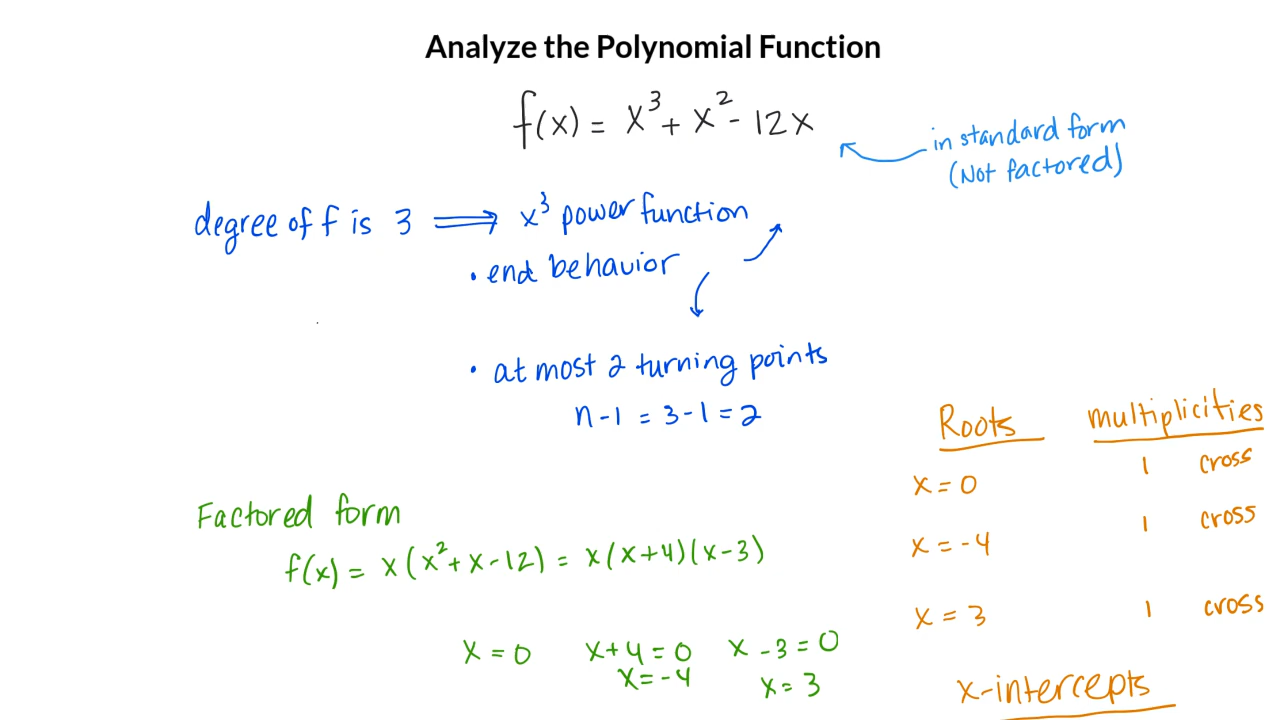 Analyze the Polynomial Function
f(x) = x³ + x² - 12x
in standard form
(Not factored)
degree of f is 3 ⟹ x³ power function
• end behavior
• at most 2 turning points
n - 1 = 3 - 1 = 2
Roots multiplicities
x = 0 1 cross
x = -4 1 cross
x = 3 1 cross
x-intercepts
Factored form
f(x) = x(x² + x - 12) = x(x+4)(x-3)
x = 0 x+4 = 0 x - 3 = 0
x = -4 x = 3